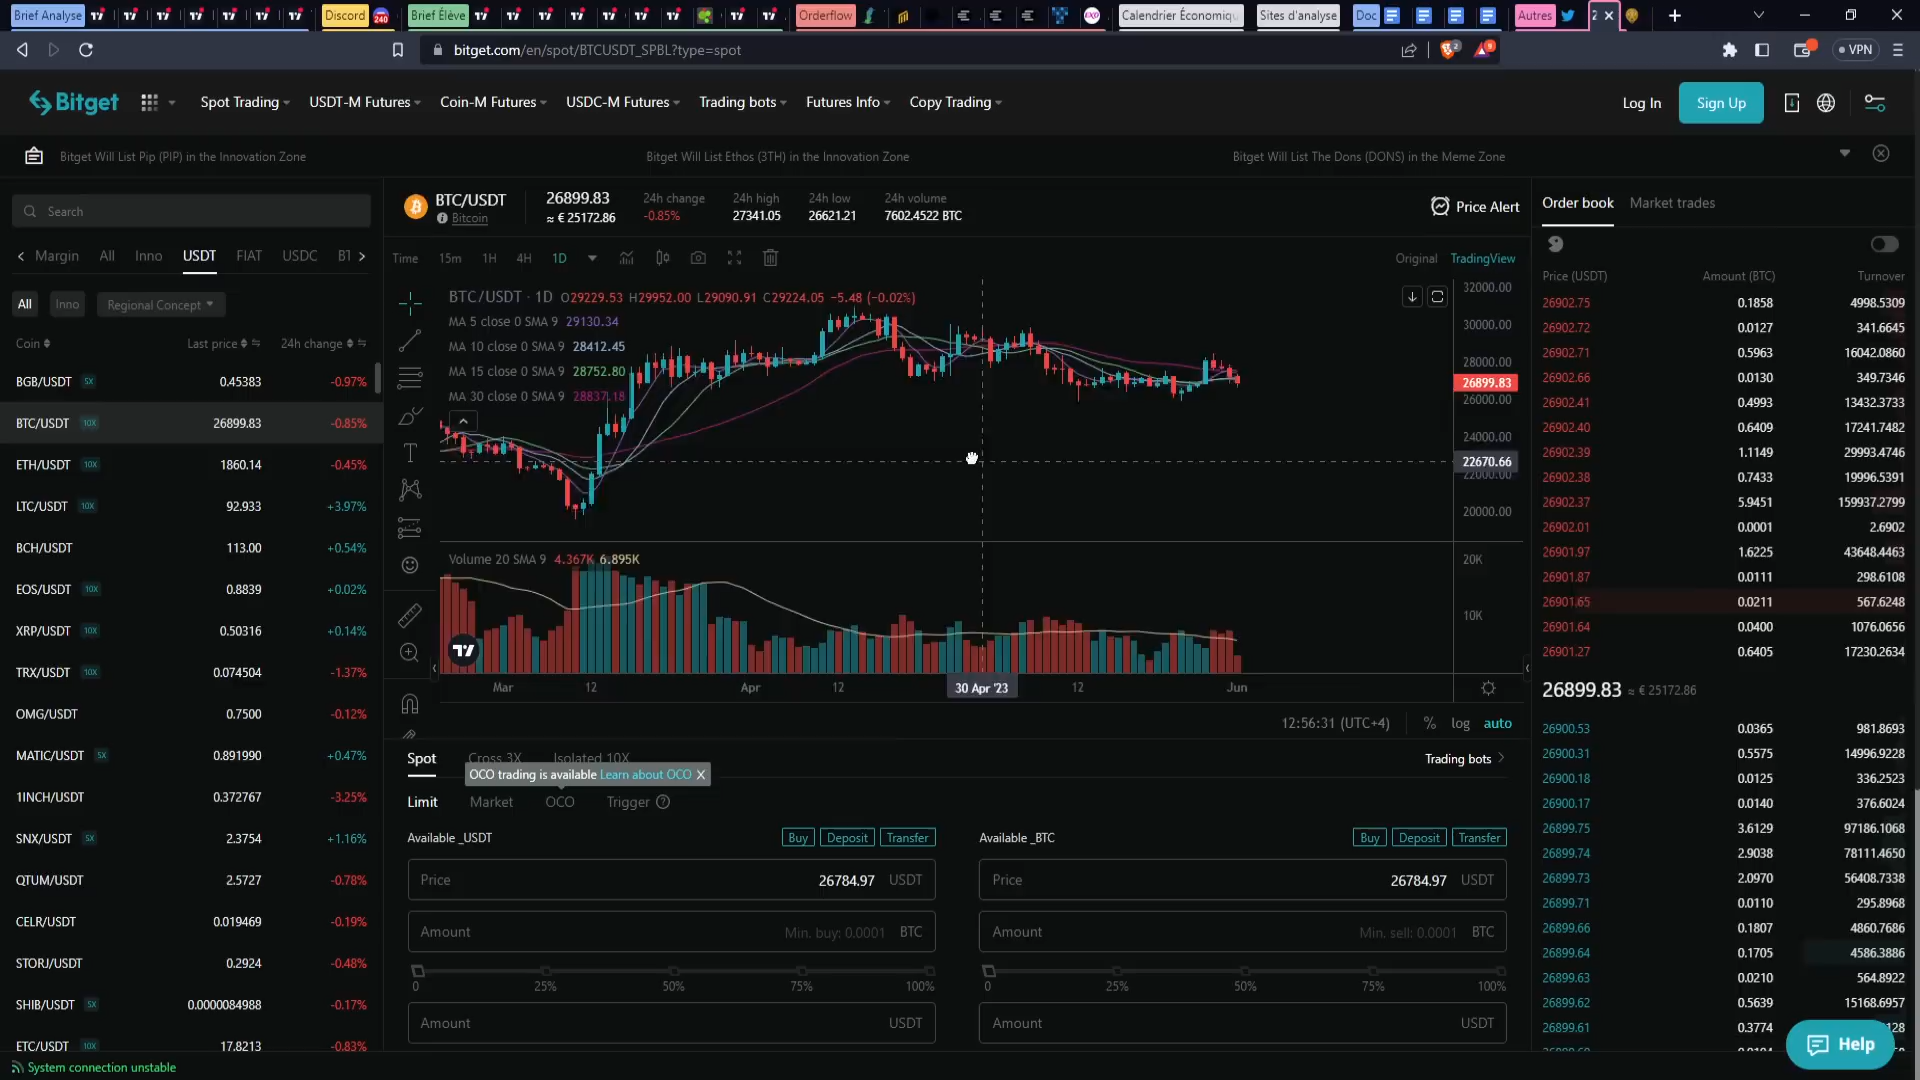 Brief Analyse
Discord
240
Brief Élève
Orderflow
Calendrier Économiqu
Sites d'analyse
Doc
Autres
2
bitget.com/en/spot/BTCUSDT_SPBL?type=spot
2
9
VPN
Bitget
Spot Trading
USDT-M Futures
Coin-M Futures
USDC-M Futures
Trading bots
Futures Info
Copy Trading
Log In
Sign Up
Bitget Will List Pip (PIP) in the Innovation Zone
Bitget Will List Ethos (3TH) in the Innovation Zone
Bitget Will List The Dons (DONS) in the Meme Zone
Search
Margin All Inno USDT FIAT USDC
All Inno Regional Concept
Coin Last price 24h change
BGB/USDT 5X 0.45383 -0.97%
BTC/USDT 10X 26899.83 -0.85%
ETH/USDT 10X 1860.14 -0.45%
LTC/USDT 10X 92.933 +3.97%
BCH/USDT 113.00 +0.54%
EOS/USDT 10X 0.8839 +0.02%
XRP/USDT 10X 0.50316 +0.14%
TRX/USDT 10X 0.074504 -1.37%
OMG/USDT 0.7500 -0.12%
MATIC/USDT 5X 0.891990 +0.47%
1INCH/USDT 0.372767 -3.25%
SNX/USDT 5X 2.3754 +1.16%
QTUM/USDT 2.5727 -0.78%
CELR/USDT 0.019469 -0.19%
STORJ/USDT 0.2924 -0.48%
SHIB/USDT 5X 0.0000084988 -0.17%
ETC/USDT 10X 17.8213 -0.83%
System connection unstable
BTC/USDT
Bitcoin
26899.83
≈ € 25172.86
24h change
-0.85%
24h high
27341.05
24h low
26621.21
24h volume
7602.4522 BTC
Price Alert
Time 15m 1H 4H 1D
Original TradingView
BTC/USDT · 1D O29229.53 H29952.00 L29090.91 C29224.05 −5.48 (−0.02%)
MA 5 close 0 SMA 9 29130.34
MA 10 close 0 SMA 9 28412.45
MA 15 close 0 SMA 9 28752.80
MA 30 close 0 SMA 9 28837.18
32000.00
30000.00
28000.00
26899.83
26000.00
24000.00
22670.66
22000.00
20000.00
Volume 20 SMA 9 4.367K 6.895K
20K
10K
Mar 12 Apr 12 30 Apr '23 12 Jun
12:56:31 (UTC+4) % log auto
Spot Cross 3X Isolated 10X
Trading bots
OCO trading is available Learn about OCO X
Limit Market OCO Trigger
Available _USDT Buy Deposit Transfer
Price 26784.97 USDT
Amount Min. buy: 0.0001 BTC
0 25% 50% 75% 100%
Amount USDT
Available _BTC Buy Deposit Transfer
Price 26784.97 USDT
Amount Min. sell: 0.0001 BTC
0 25% 50% 75% 100%
Amount USDT
Order book Market trades
Price (USDT) Amount (BTC) Turnover
26902.75 0.1858 4998.5309
26902.72 0.0127 341.6645
26902.71 0.5963 16042.0860
26902.66 0.0130 349.7346
26902.41 0.4993 13432.3733
26902.40 0.6409 17241.7482
26902.39 1.1149 29993.4746
26902.38 0.7433 19996.5391
26902.37 5.9451 159937.2799
26902.01 0.0001 2.6902
26901.97 1.6225 43648.4463
26901.87 0.0111 298.6108
26901.65 0.0211 567.6248
26901.64 0.0400 1076.0656
26901.27 0.6405 17230.2634
26899.83 ≈ € 25172.86
26900.53 0.0365 981.8693
26900.31 0.5575 14996.9228
26900.18 0.0125 336.2523
26900.17 0.0140 376.6024
26899.75 3.6129 97186.1068
26899.74 2.9038 78111.4650
26899.73 2.0970 56408.7338
26899.71 0.0110 295.8968
26899.66 0.1807 4860.7686
26899.64 0.1705 4586.3886
26899.63 0.0210 564.8922
26899.62 0.5639 15168.6957
26899.61 0.3774
Help